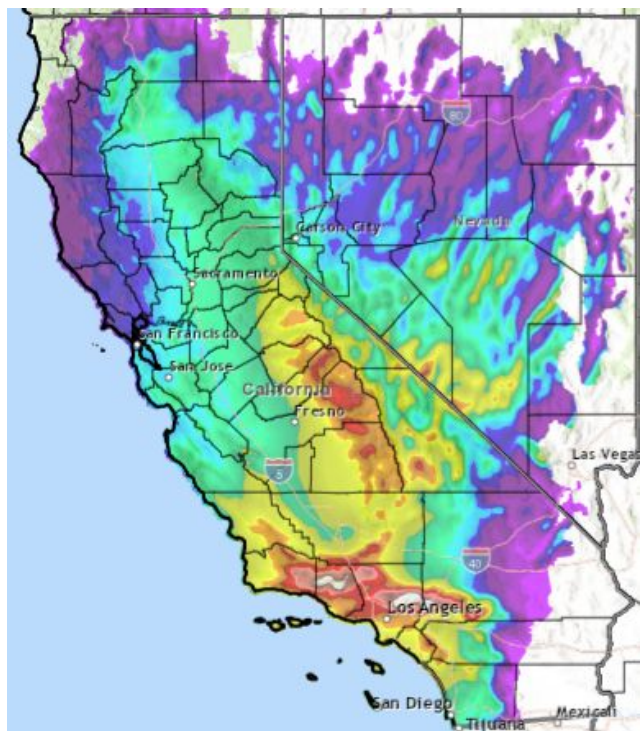 80
Nevada
Carson City
Sacramento
San Francisco
San Jose
California
Fresno
5
Las Vegas
40
Los Angeles
San Diego
Tijuana
Mexicali